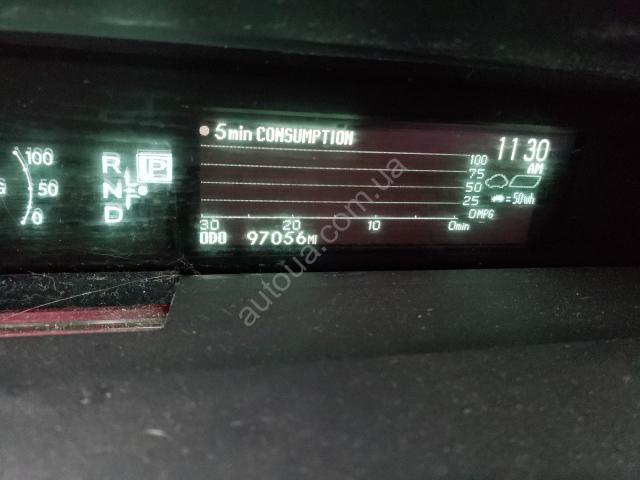 5min CONSUMPTION
11:30
AM
100
75
50
25
0MPG
=50Wh
30 20 10 0min
ODO 97056MI
100
50
0
G
R
P
N
D
autoua.com.ua